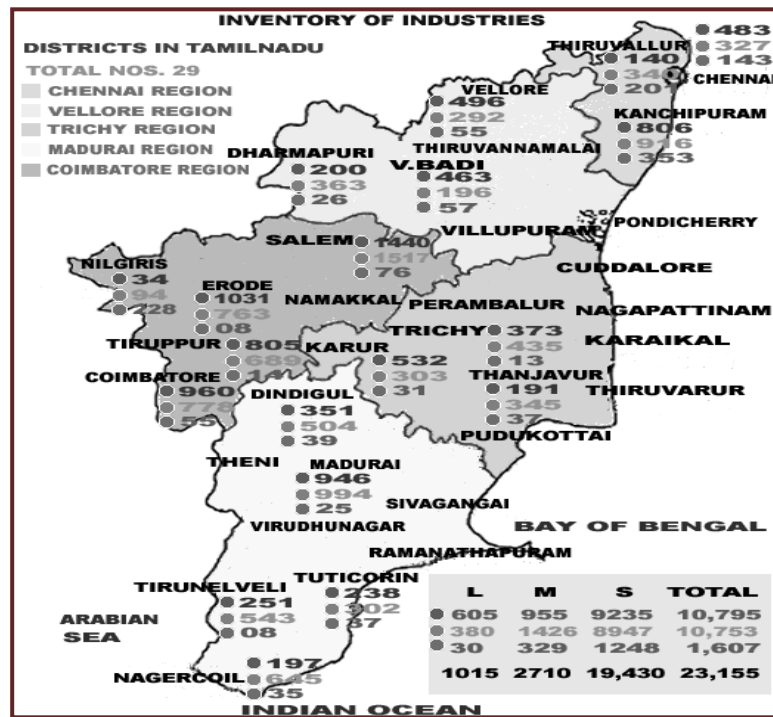 INVENTORY OF INDUSTRIES
DISTRICTS IN TAMILNADU
TOTAL NOS. 29
CHENNAI REGION
VELLORE REGION
TRICHY REGION
MADURAI REGION
COIMBATORE REGION
483
327
143
CHENNAI
THIRUVALLUR
140
201
KANCHIPURAM
806
916
353
VELLORE
496
292
55
THIRUVANNAMALAI
DHARMAPURI
200
363
26
V.BADI
463
196
57
VILLUPURAM
PONDICHERRY
CUDDALORE
SALEM
1440
1517
76
NAMAKKAL
NILGIRIS
34
94
228
ERODE
1031
763
08
TIRUPPUR
805
689
COIMBATORE
960
778
55
PERAMBALUR
NAGAPATTINAM
TRICHY
373
435
13
KARAIKAL
KARUR
532
303
31
THANJAVUR
191
345
37
THIRUVARUR
PUDUKOTTAI
DINDIGUL
351
504
39
THENI
MADURAI
946
994
25
SIVAGANGAI
VIRUDHUNAGAR
BAY OF BENGAL
RAMANATHAPURAM
TIRUNELVELI
251
543
08
TUTICORIN
238
ARABIAN
SEA
NAGERCOIL
197
645
35
INDIAN OCEAN
L M S TOTAL
605 955 9235 10,795
380 1426 8947 10,753
30 329 1248 1,607
1015 2710 19,430 23,155